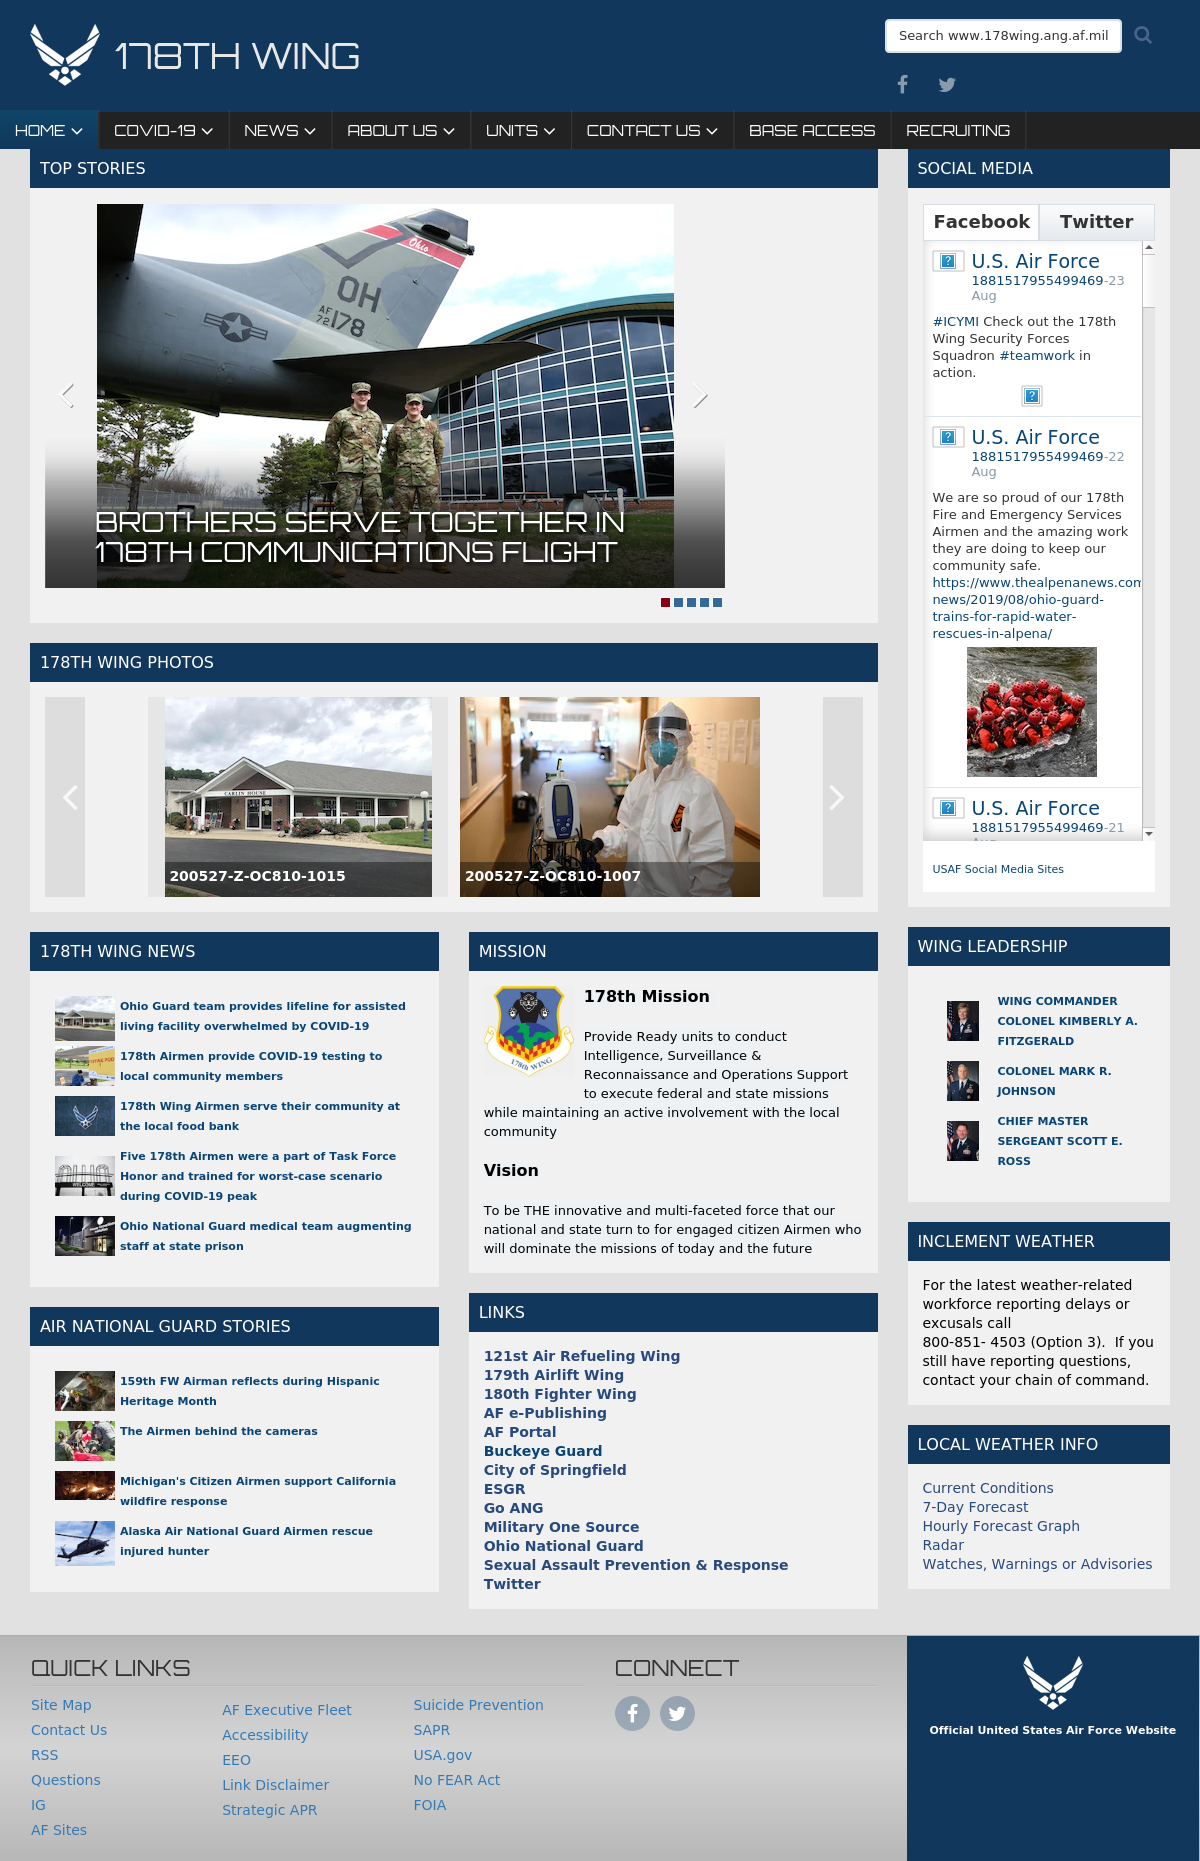 178TH WING
Search www.178wing.ang.af.mil
HOME
COVID-19
NEWS
ABOUT US
UNITS
CONTACT US
BASE ACCESS
RECRUITING
TOP STORIES
Ohio
OH
AF
72 178
BROTHERS SERVE TOGETHER IN
178TH COMMUNICATIONS FLIGHT
178TH WING PHOTOS
CARLIN HOUSE
200527-Z-OC810-1015
200527-Z-OC810-1007
178TH WING NEWS
Ohio Guard team provides lifeline for assisted
living facility overwhelmed by COVID-19
178th Airmen provide COVID-19 testing to
local community members
178th Wing Airmen serve their community at
the local food bank
WELCOME
Five 178th Airmen were a part of Task Force
Honor and trained for worst-case scenario
during COVID-19 peak
Ohio National Guard medical team augmenting
staff at state prison
AIR NATIONAL GUARD STORIES
159th FW Airman reflects during Hispanic
Heritage Month
The Airmen behind the cameras
Michigan's Citizen Airmen support California
wildfire response
Alaska Air National Guard Airmen rescue
injured hunter
MISSION
178th WING
178th Mission
Provide Ready units to conduct
Intelligence, Surveillance &
Reconnaissance and Operations Support
to execute federal and state missions
while maintaining an active involvement with the local
community
Vision
To be THE innovative and multi-faceted force that our
national and state turn to for engaged citizen Airmen who
will dominate the missions of today and the future
LINKS
121st Air Refueling Wing
179th Airlift Wing
180th Fighter Wing
AF e-Publishing
AF Portal
Buckeye Guard
City of Springfield
ESGR
Go ANG
Military One Source
Ohio National Guard
Sexual Assault Prevention & Response
Twitter
SOCIAL MEDIA
Facebook
Twitter
U.S. Air Force
1881517955499469-23
Aug
#ICYMI Check out the 178th
Wing Security Forces
Squadron #teamwork in
action.
U.S. Air Force
1881517955499469-22
Aug
We are so proud of our 178th
Fire and Emergency Services
Airmen and the amazing work
they are doing to keep our
community safe.
https://www.thealpenanews.com
news/2019/08/ohio-guard-
trains-for-rapid-water-
rescues-in-alpena/
U.S. Air Force
1881517955499469-21
USAF Social Media Sites
WING LEADERSHIP
WING COMMANDER
COLONEL KIMBERLY A.
FITZGERALD
COLONEL MARK R.
JOHNSON
CHIEF MASTER
SERGEANT SCOTT E.
ROSS
INCLEMENT WEATHER
For the latest weather-related
workforce reporting delays or
excusals call
800-851- 4503 (Option 3).  If you
still have reporting questions,
contact your chain of command.
LOCAL WEATHER INFO
Current Conditions
7-Day Forecast
Hourly Forecast Graph
Radar
Watches, Warnings or Advisories
QUICK LINKS
Site Map
Contact Us
RSS
Questions
IG
AF Sites
AF Executive Fleet
Accessibility
EEO
Link Disclaimer
Strategic APR
Suicide Prevention
SAPR
USA.gov
No FEAR Act
FOIA
CONNECT
Official United States Air Force Website